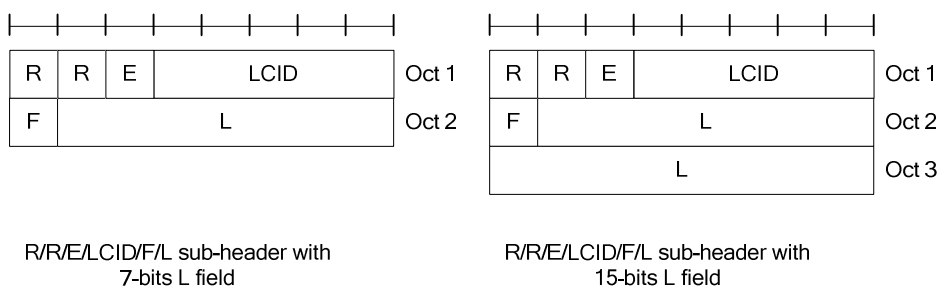 R R E LCID Oct 1
F L Oct 2
R/R/E/LCID/F/L sub-header with
7-bits L field
R R E LCID Oct 1
F L Oct 2
L Oct 3
R/R/E/LCID/F/L sub-header with
15-bits L field